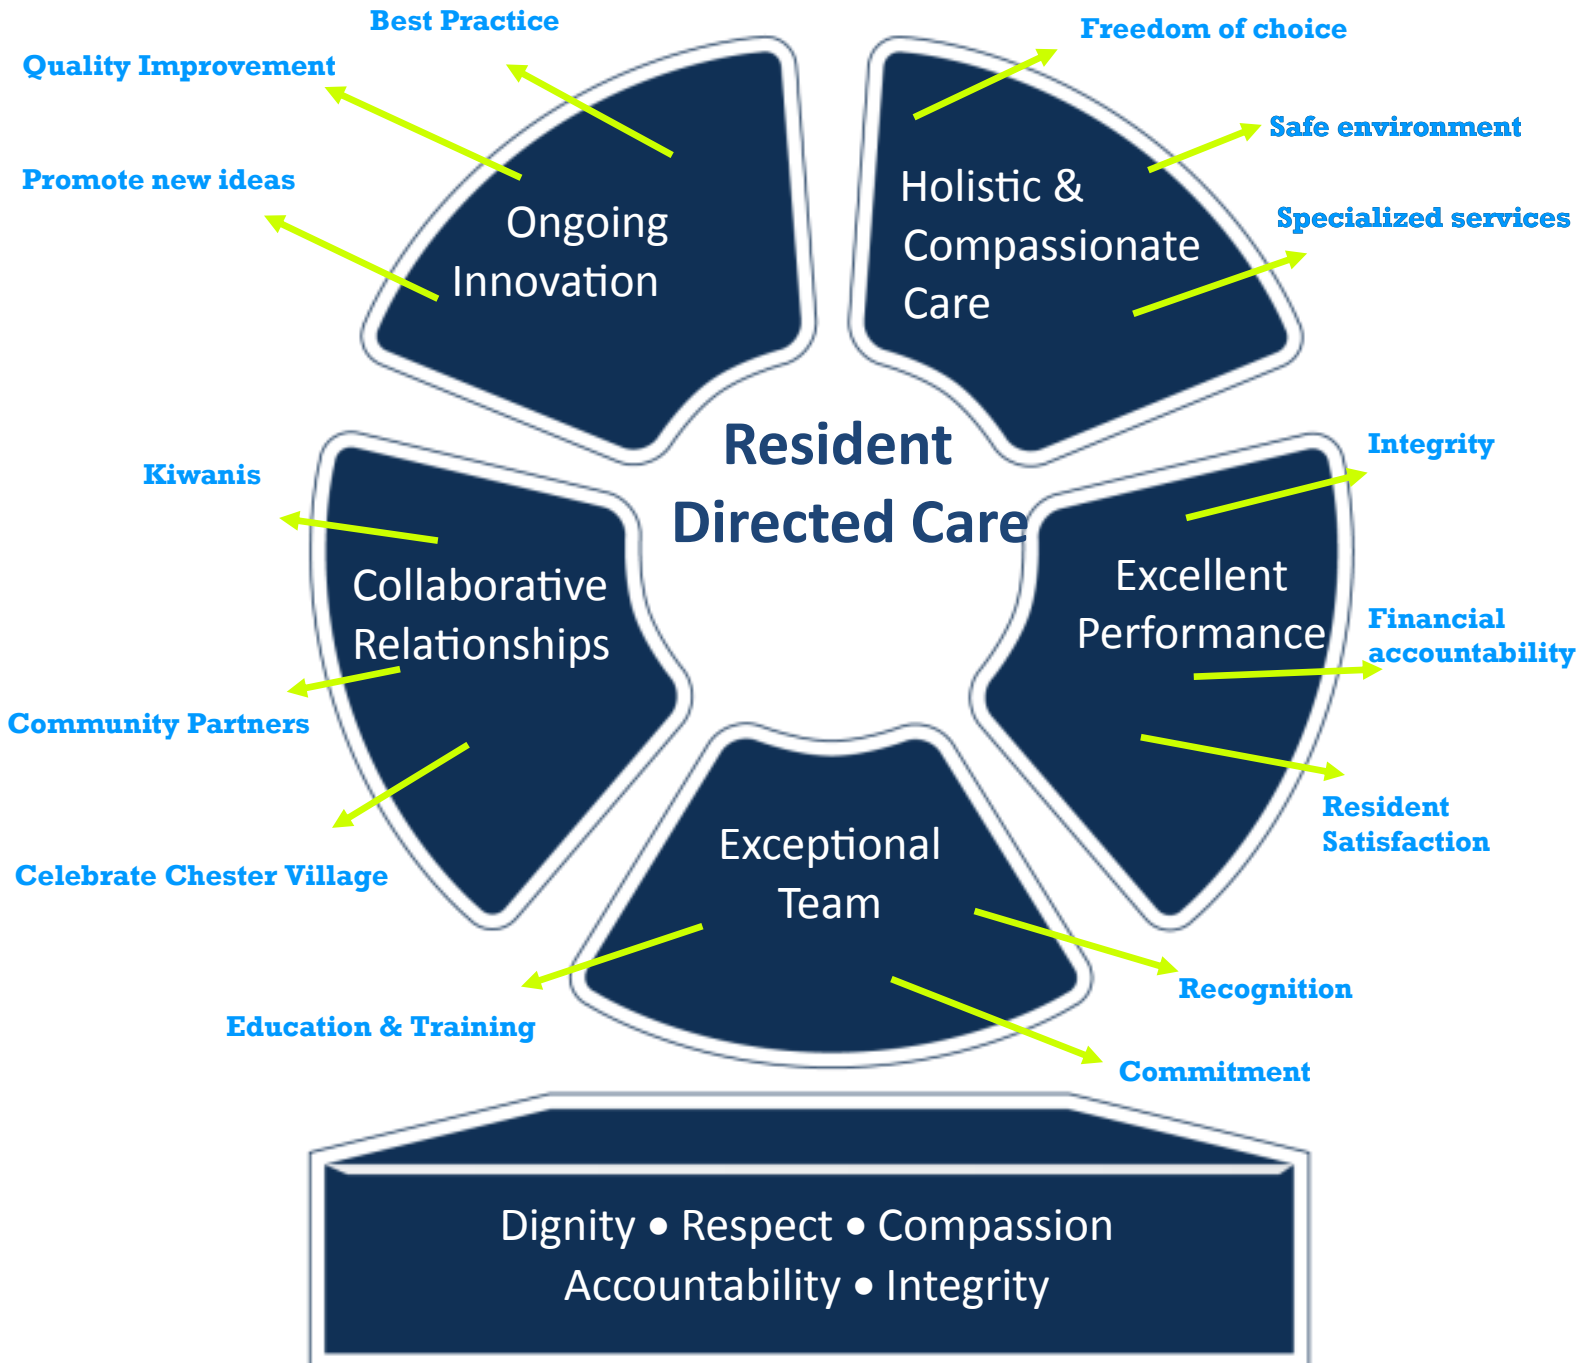 Best Practice
Quality Improvement
Promote new ideas
Ongoing
Innovation
Freedom of choice
Safe environment
Specialized services
Holistic &
Compassionate
Care
Resident
Directed Care
Kiwanis
Collaborative
Relationships
Community Partners
Celebrate Chester Village
Integrity
Excellent
Performance
Financial
accountability
Resident
Satisfaction
Exceptional
Team
Education & Training
Recognition
Commitment
Dignity • Respect • Compassion
Accountability • Integrity